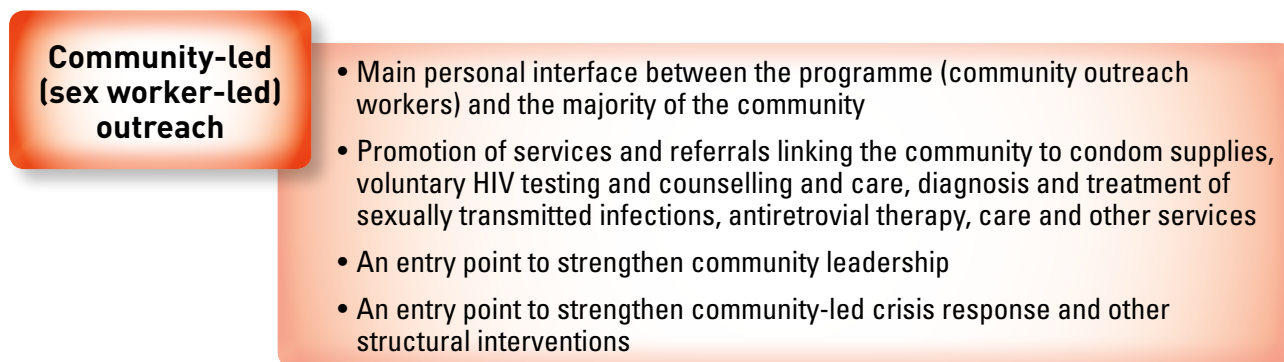 Community-led
(sex worker-led)
outreach
• Main personal interface between the programme (community outreach
workers) and the majority of the community
• Promotion of services and referrals linking the community to condom supplies,
voluntary HIV testing and counselling and care, diagnosis and treatment of
sexually transmitted infections, antiretrovial therapy, care and other services
• An entry point to strengthen community leadership
• An entry point to strengthen community-led crisis response and other
structural interventions